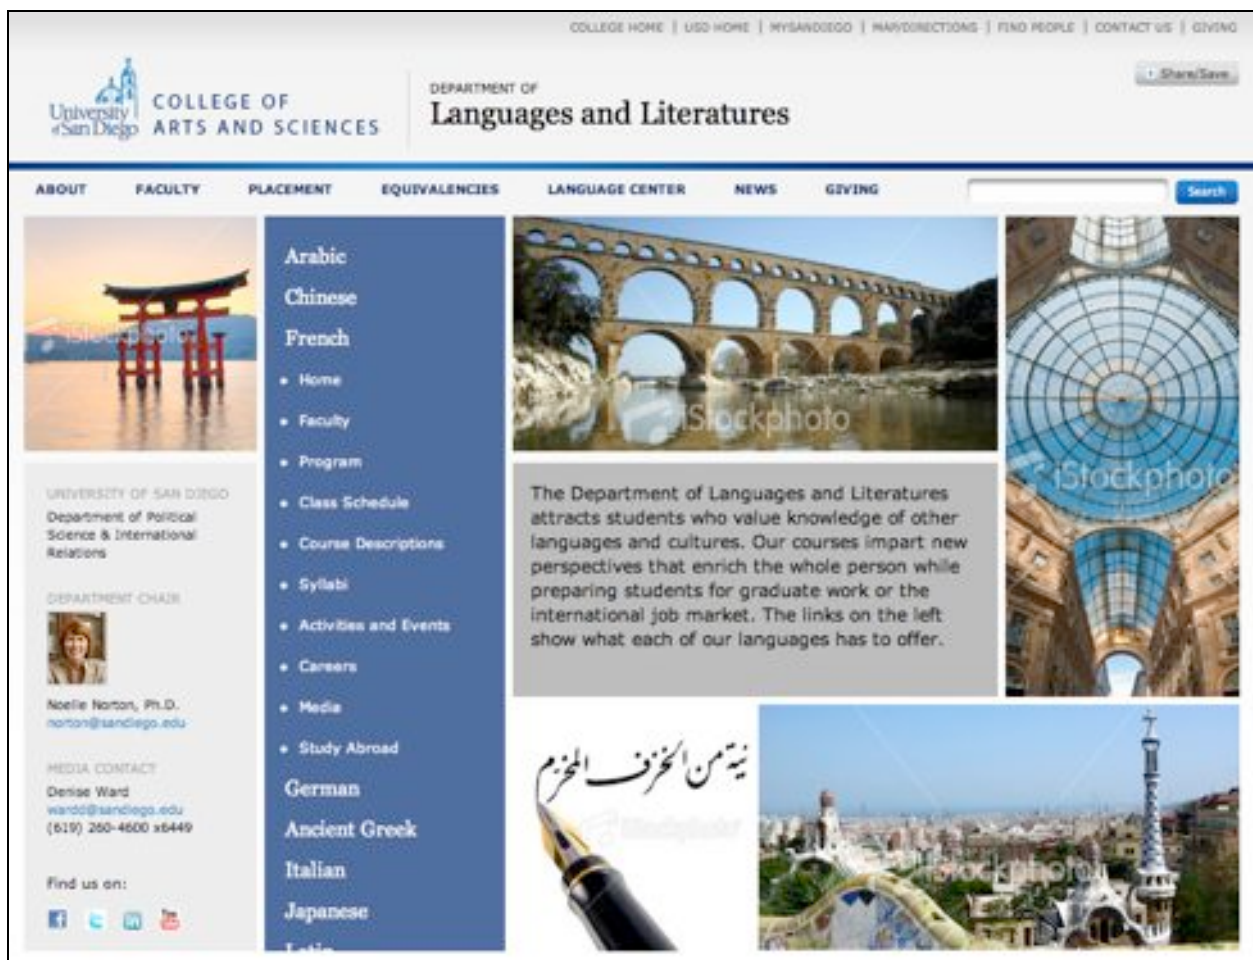 COLLEGE HOME | USD HOME | MYSANDIEGO | MAP/DIRECTIONS | FIND PEOPLE | CONTACT US | GIVING
Share/Save
University of San Diego
COLLEGE OF
ARTS AND SCIENCES
DEPARTMENT OF
Languages and Literatures
ABOUT FACULTY PLACEMENT EQUIVALENCIES LANGUAGE CENTER NEWS GIVING Search
iStockphoto
UNIVERSITY OF SAN DIEGO
Department of Political
Science & International
Relations
DEPARTMENT CHAIR
Noelle Norton, Ph.D.
norton@sandiego.edu
MEDIA CONTACT
Denise Ward
wardd@sandiego.edu
(619) 260-4600 x6449
Find us on:
Arabic
Chinese
French
• Home
• Faculty
• Program
• Class Schedule
• Course Descriptions
• Syllabi
• Activities and Events
• Careers
• Media
• Study Abroad
German
Ancient Greek
Italian
Japanese
Latin
iStockphoto
The Department of Languages and Literatures
attracts students who value knowledge of other
languages and cultures. Our courses impart new
perspectives that enrich the whole person while
preparing students for graduate work or the
international job market. The links on the left
show what each of our languages has to offer.
iStockphoto
من الخزف المخرم
iStockphoto